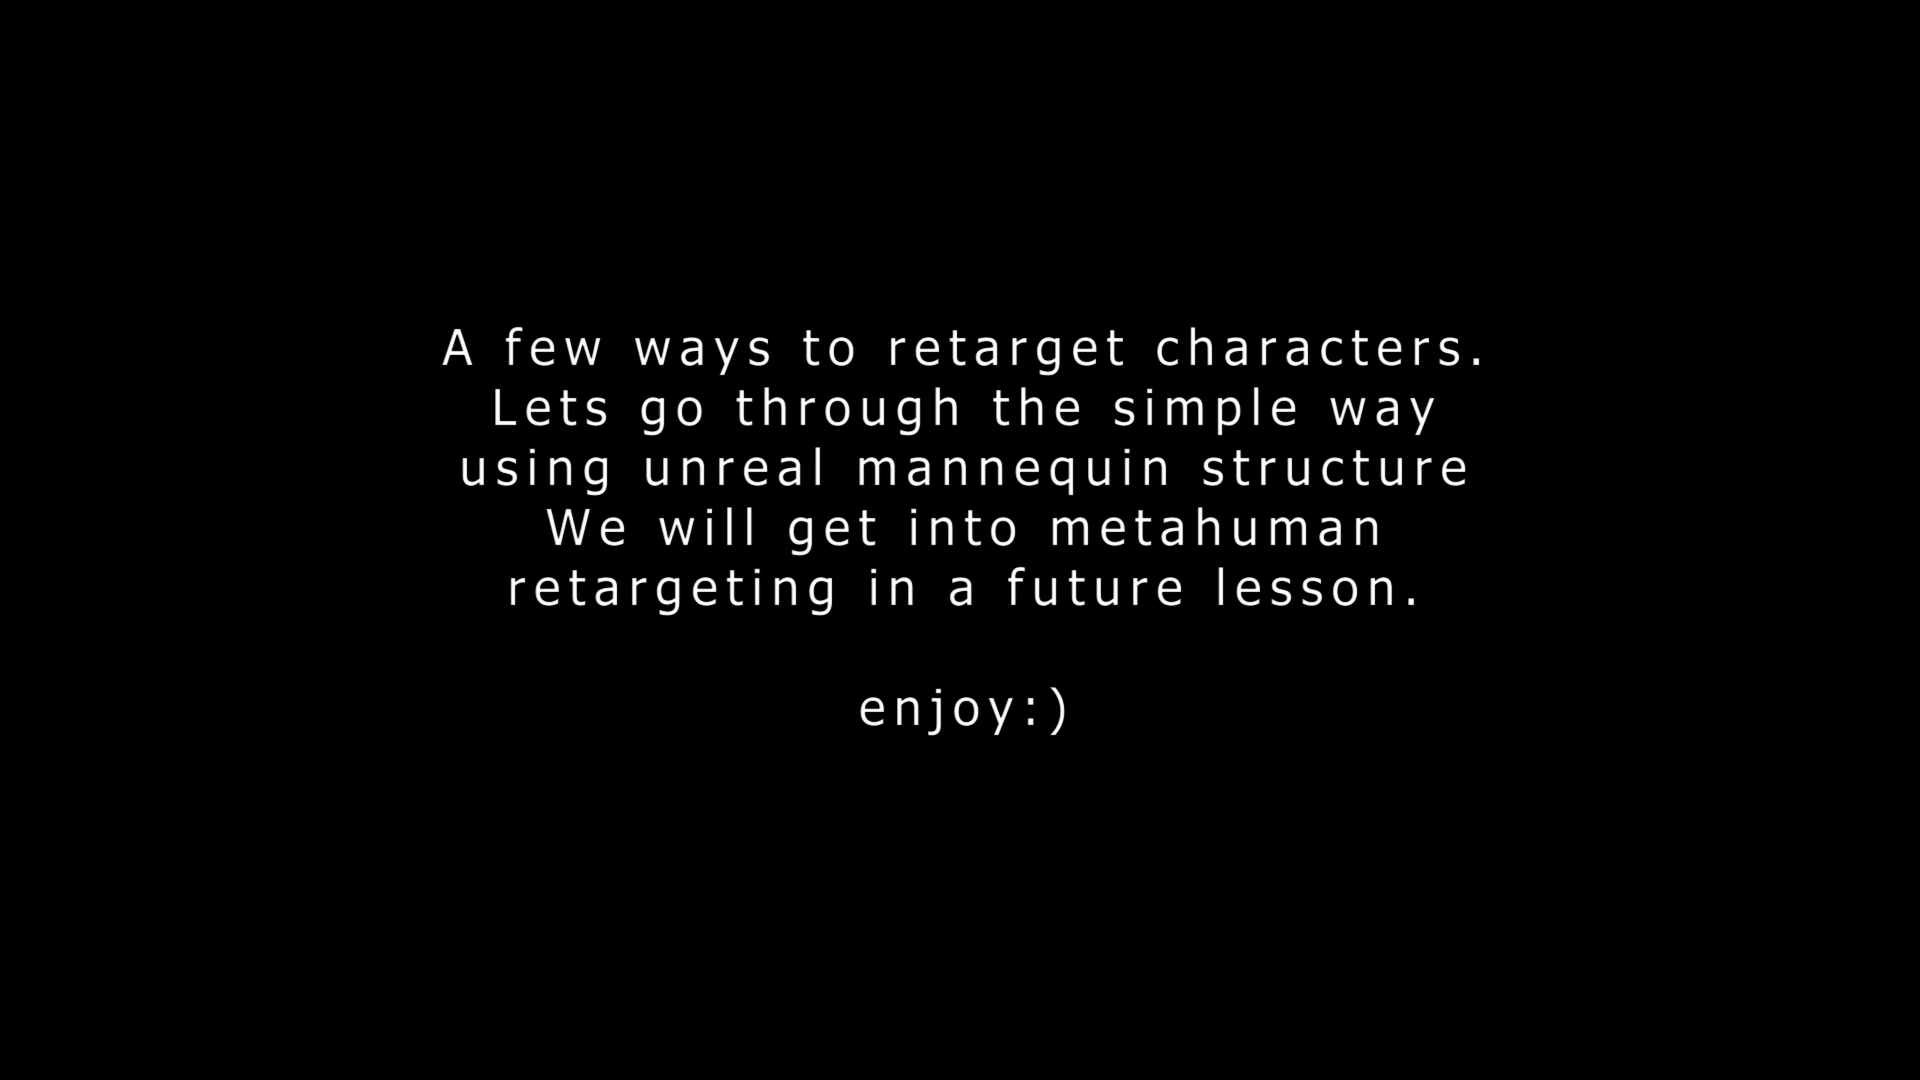 A few ways to retarget characters.
Lets go through the simple way
using unreal mannequin structure
We will get into metahuman
retargeting in a future lesson.
enjoy:)